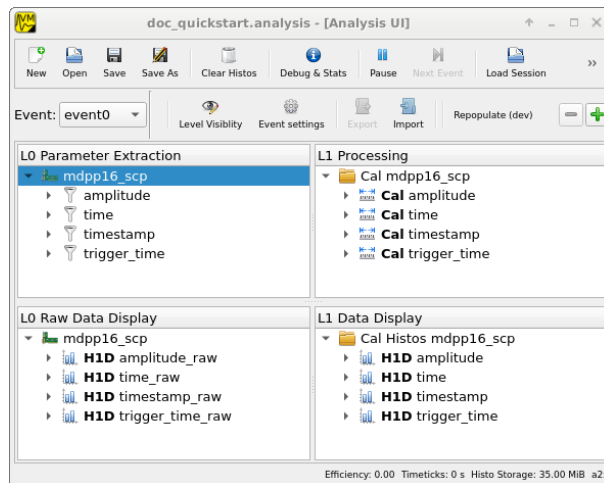 doc_quickstart.analysis - [Analysis UI]
New Open Save Save As Clear Histos Debug & Stats Pause Next Event Load Session »
Event: event0 Level Visiblity Event settings Export Import Repopulate (dev)
L0 Parameter Extraction
mdpp16_scp
amplitude
time
timestamp
trigger_time
L1 Processing
Cal mdpp16_scp
Cal amplitude
Cal time
Cal timestamp
Cal trigger_time
L0 Raw Data Display
mdpp16_scp
H1D amplitude_raw
H1D time_raw
H1D timestamp_raw
H1D trigger_time_raw
L1 Data Display
Cal Histos mdpp16_scp
H1D amplitude
H1D time
H1D timestamp
H1D trigger_time
Efficiency: 0.00 Timeticks: 0 s Histo Storage: 35.00 MiB